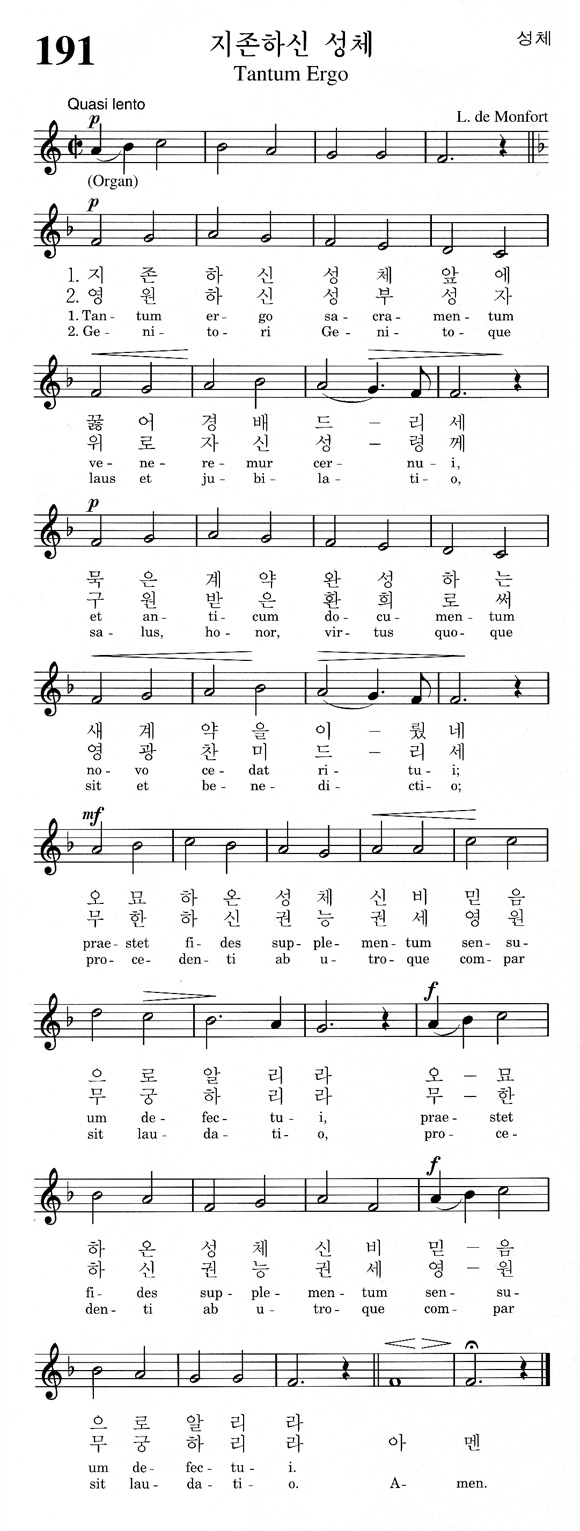 191
지존하신 성체
성체
Tantum Ergo
Quasi lento
L. de Monfort
p
(Organ)
p
1. 지 존 하 신 성 체 앞 에
2. 영 원 하 신 성 부 성 자
1. Tan - tum er - go sa - cra - men - tum
2. Ge - ni - to - ri Ge - ni - to - que
꿇 어 경 배 드 - 리 세
위 로 자 신 성 - 령 께
ve - ne - re - mur cer - nu - i,
laus et ju - bi - la - ti - o,
p
묵 은 계 약 완 성 하 는
구 원 받 은 환 희 로 써
et an - ti - cum do - cu - men - tum
sa - lus, ho - nor, vir - tus quo - que
새 계 약 을 이 - 뤘 네
영 광 찬 미 드 - 리 세
no - vo ce - dat ri - tu - i;
sit et be - ne - di - cti - o;
mf
오 묘 하 온 성 체 신 비 믿 음
무 한 하 신 권 능 권 세 영 원
prae - stet fi - des sup - ple - men - tum sen - su -
pro - ce - den - ti ab u - tro - que com - par
f
으 로 알 리 라 오 - 묘
무 궁 하 리 라 무 - 한
um de - fec - tu - i, prae - stet
sit lau - da - ti - o, pro - ce -
f
하 온 성 체 신 비 믿 - 음
하 신 권 능 권 세 영 - 원
fi - des sup - ple - men - tum sen - su -
den - ti ab u - tro - que com - par
으 로 알 리 라
무 궁 하 리 라 아 멘
um de - fec - tu - i.
sit lau - da - ti - o. A - men.